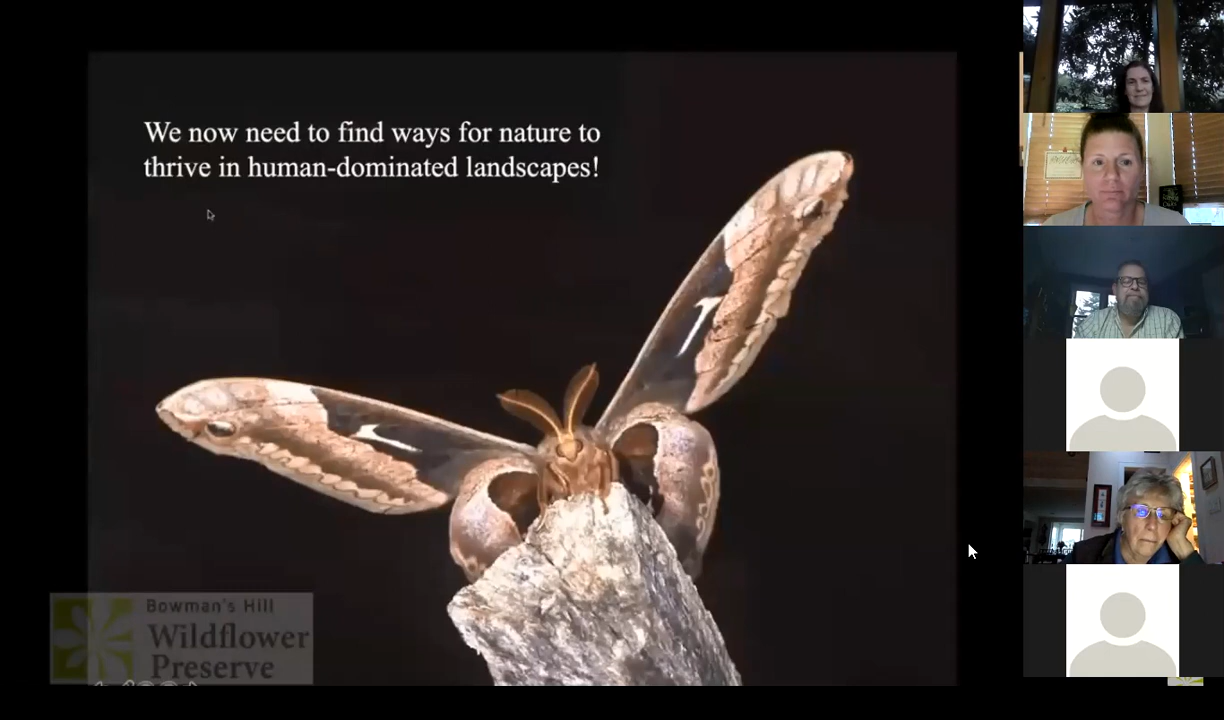 We now need to find ways for nature to
thrive in human-dominated landscapes!
Bowman's Hill
Wildflower
Preserve